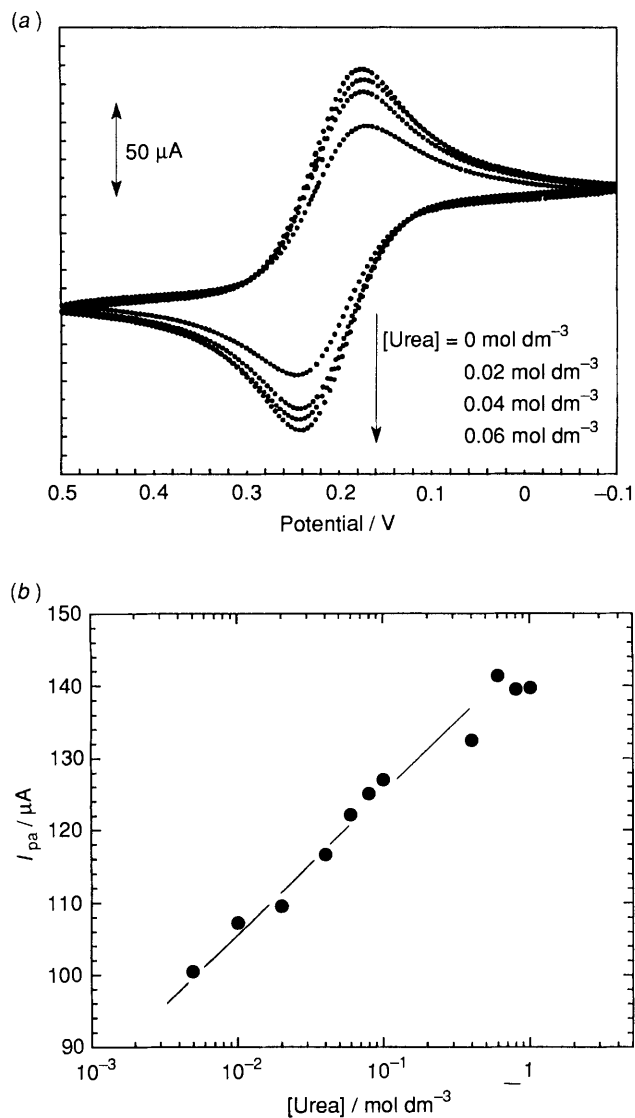 (a)
50 μA
[Urea] = 0 mol dm⁻³
0.02 mol dm⁻³
0.04 mol dm⁻³
0.06 mol dm⁻³
0.5 0.4 0.3 0.2 0.1 0 −0.1
Potential / V
(b)
150
140
130
120
110
100
90
I pa / μA
10⁻³ 10⁻² 10⁻¹ 1
[Urea] / mol dm⁻³